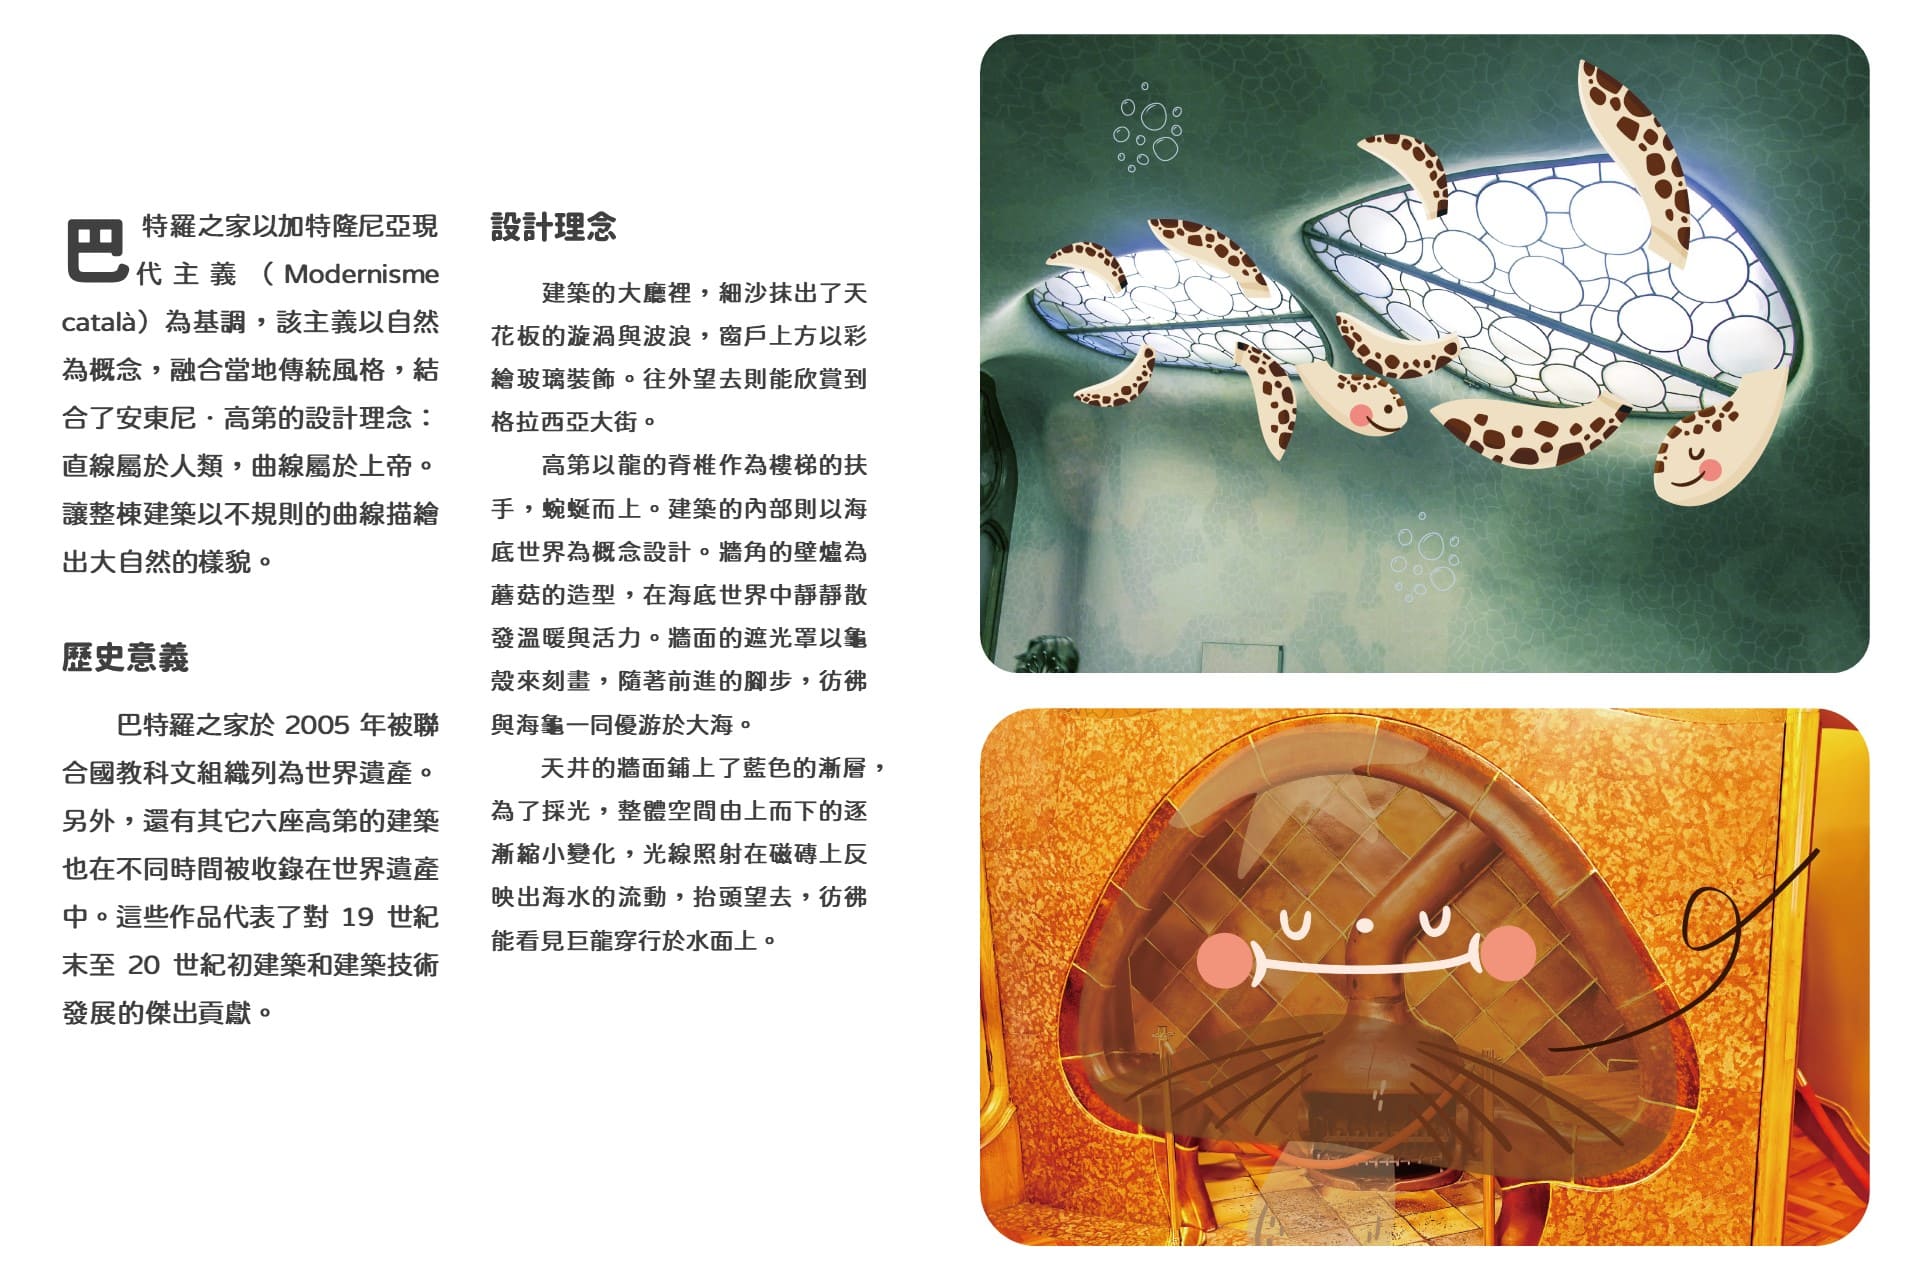 巴特羅之家以加特隆尼亞現
代主義（Modernisme
català）為基調，該主義以自然
為概念，融合當地傳統風格，結
合了安東尼．高第的設計理念：
直線屬於人類，曲線屬於上帝。
讓整棟建築以不規則的曲線描繪
出大自然的樣貌。
歷史意義
巴特羅之家於 2005 年被聯
合國教科文組織列為世界遺產。
另外，還有其它六座高第的建築
也在不同時間被收錄在世界遺產
中。這些作品代表了對 19 世紀
末至 20 世紀初建築和建築技術
發展的傑出貢獻。
設計理念
建築的大廳裡，細沙抹出了天
花板的漩渦與波浪，窗戶上方以彩
繪玻璃裝飾。往外望去則能欣賞到
格拉西亞大街。
高第以龍的脊椎作為樓梯的扶
手，蜿蜒而上。建築的內部則以海
底世界為概念設計。牆角的壁爐為
蘑菇的造型，在海底世界中靜靜散
發溫暖與活力。牆面的遮光罩以龜
殼來刻畫，隨著前進的腳步，彷彿
與海龜一同優游於大海。
天井的牆面鋪上了藍色的漸層，
為了採光，整體空間由上而下的逐
漸縮小變化，光線照射在磁磚上反
映出海水的流動，抬頭望去，彷彿
能看見巨龍穿行於水面上。